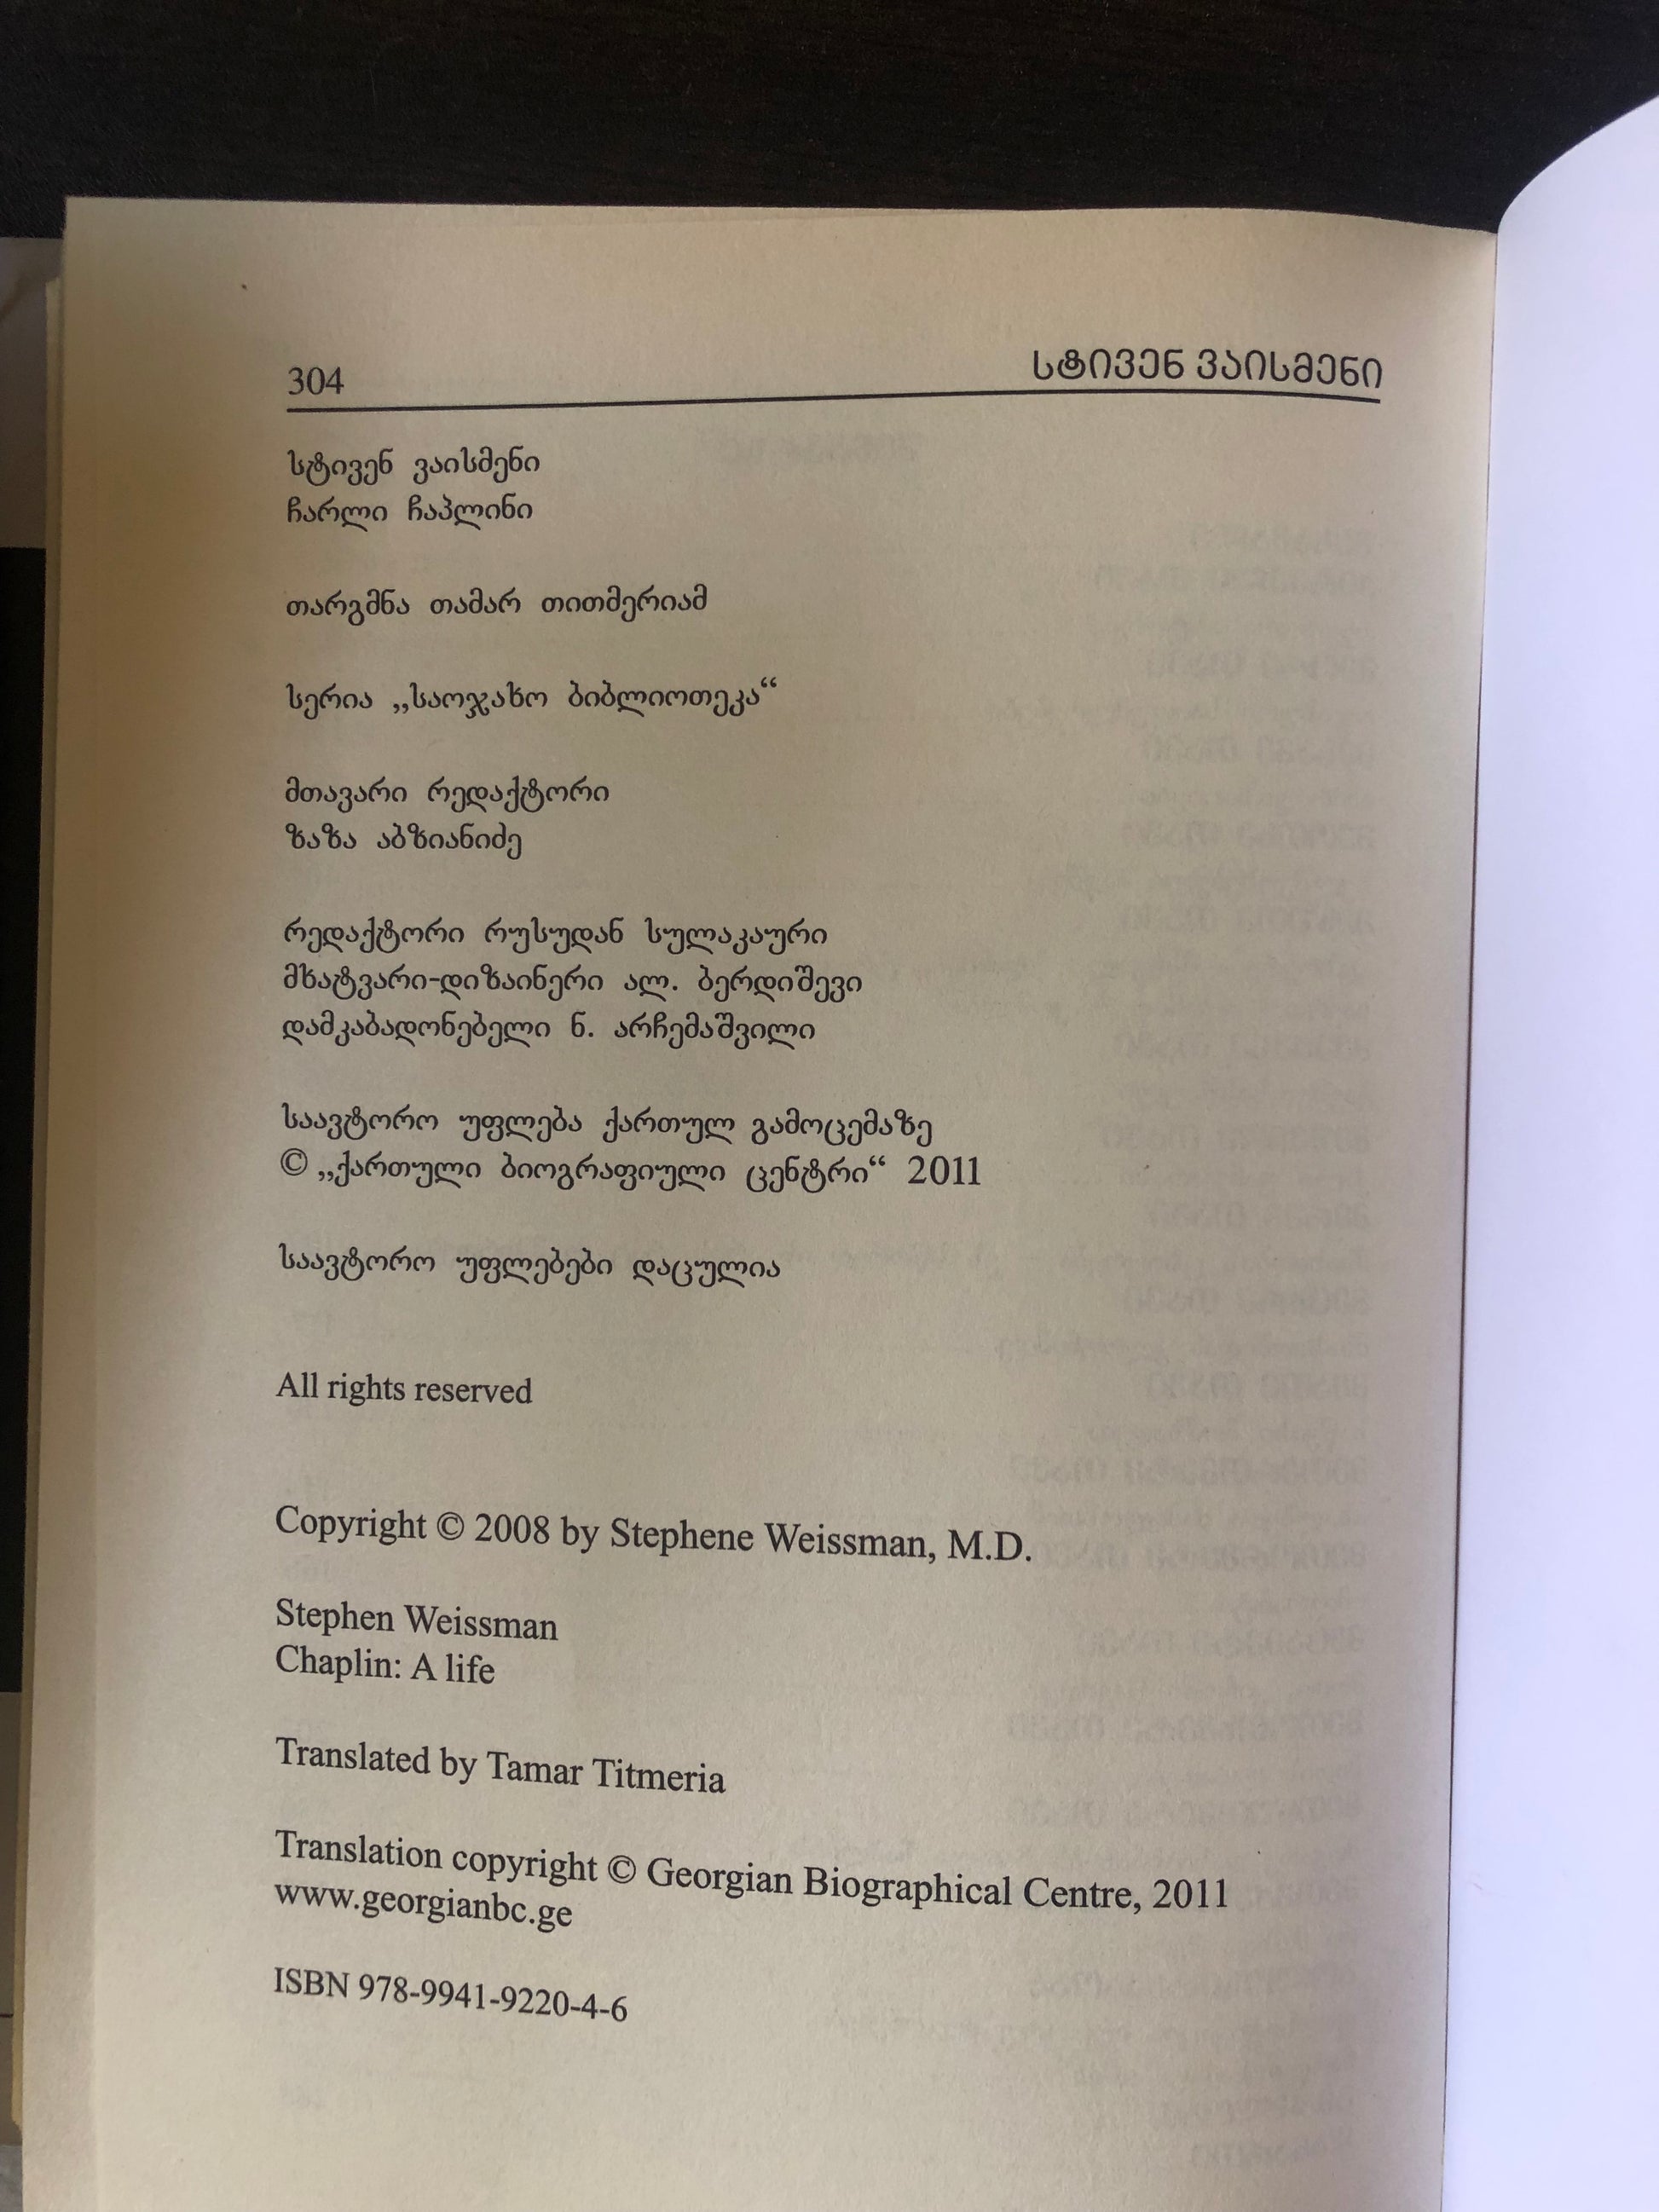 304 სტივენ ვაისმენი
სტივენ ვაისმენი
ჩარლი ჩაპლინი
თარგმნა თამარ თითმერიამ
სერია „საოჯახო ბიბლიოთეკა“
მთავარი რედაქტორი
ზაზა აბზიანიძე
რედაქტორი რუსუდან სულაკაური
მხატვარი-დიზაინერი ალ. ბერდიშევი
დამკაბადონებელი ნ. არჩემაშვილი
საავტორო უფლება ქართულ გამოცემაზე
© „ქართული ბიოგრაფიული ცენტრი“ 2011
საავტორო უფლებები დაცულია
All rights reserved
Copyright © 2008 by Stephene Weissman, M.D.
Stephen Weissman
Chaplin: A life
Translated by Tamar Titmeria
Translation copyright © Georgian Biographical Centre, 2011
www.georgianbc.ge
ISBN 978-9941-9220-4-6